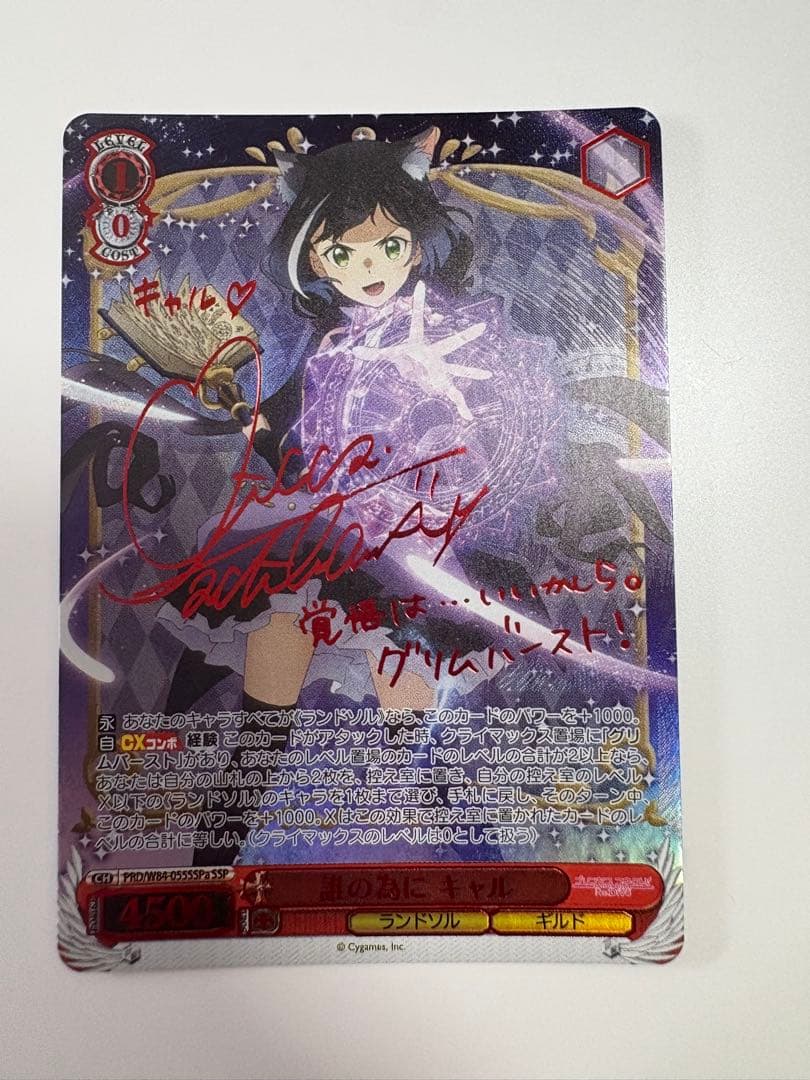 LEVEL
1
0
COST
キャル♡
覚悟は…いいかしら。
グリムバースト!
永 あなたのキャラすべてが《ランドソル》なら、このカードのパワーを+1000。
自 CXコンボ 経験 このカードがアタックした時、クライマックス置場に「グリ
ムバースト」があり、あなたのレベル置場のカードのレベルの合計が2以上なら、
あなたは自分の山札の上から2枚を、控え室に置き、自分の控え室のレベル
X以下の《ランドソル》のキャラを1枚まで選び、手札に戻し、そのターン中、
このカードのパワーを+1000。Xはこの効果で控え室に置かれたカードのレ
ベルの合計に等しい。(クライマックスのレベルは0として扱う)
CH PRD/W84-055SSPa SSP
誰の為に キャル
4500
ランドソル ギルド
© Cygames, Inc.